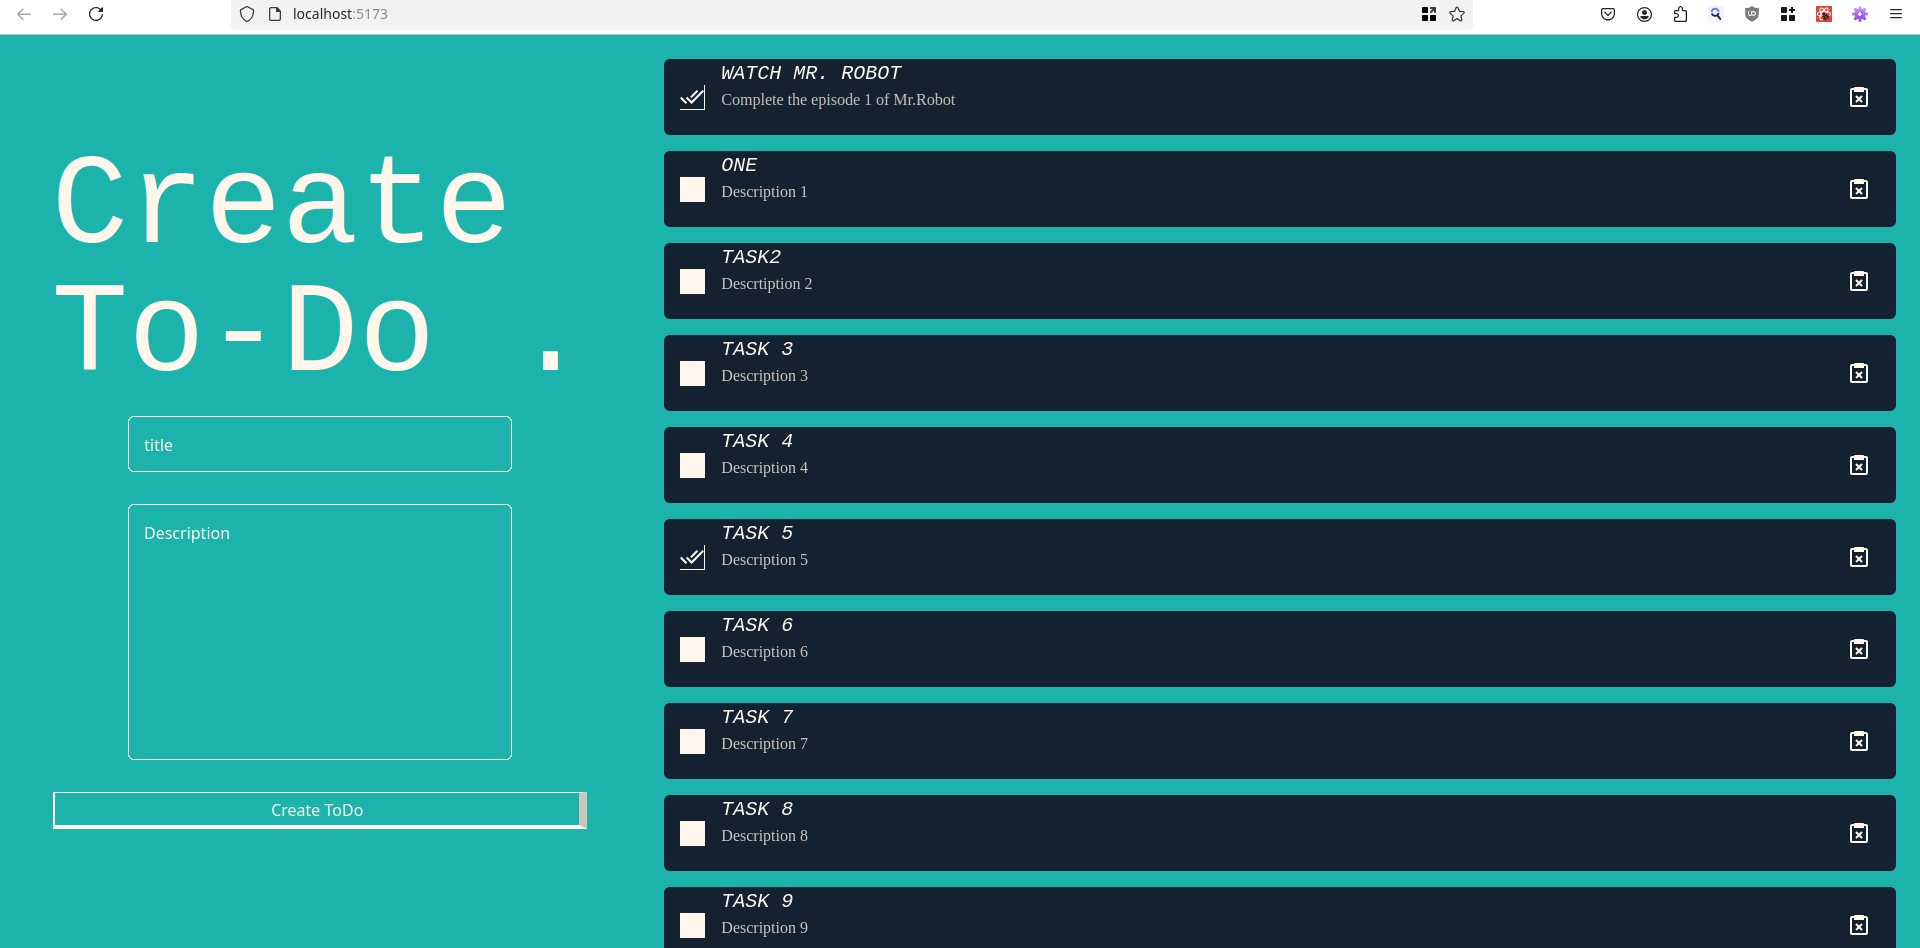 localhost:5173
Create
To-Do .
title
Description
Create ToDo
WATCH MR. ROBOT
Complete the episode 1 of Mr.Robot
ONE
Description 1
TASK2
Descrtiption 2
TASK 3
Description 3
TASK 4
Description 4
TASK 5
Description 5
TASK 6
Description 6
TASK 7
Description 7
TASK 8
Description 8
TASK 9
Description 9